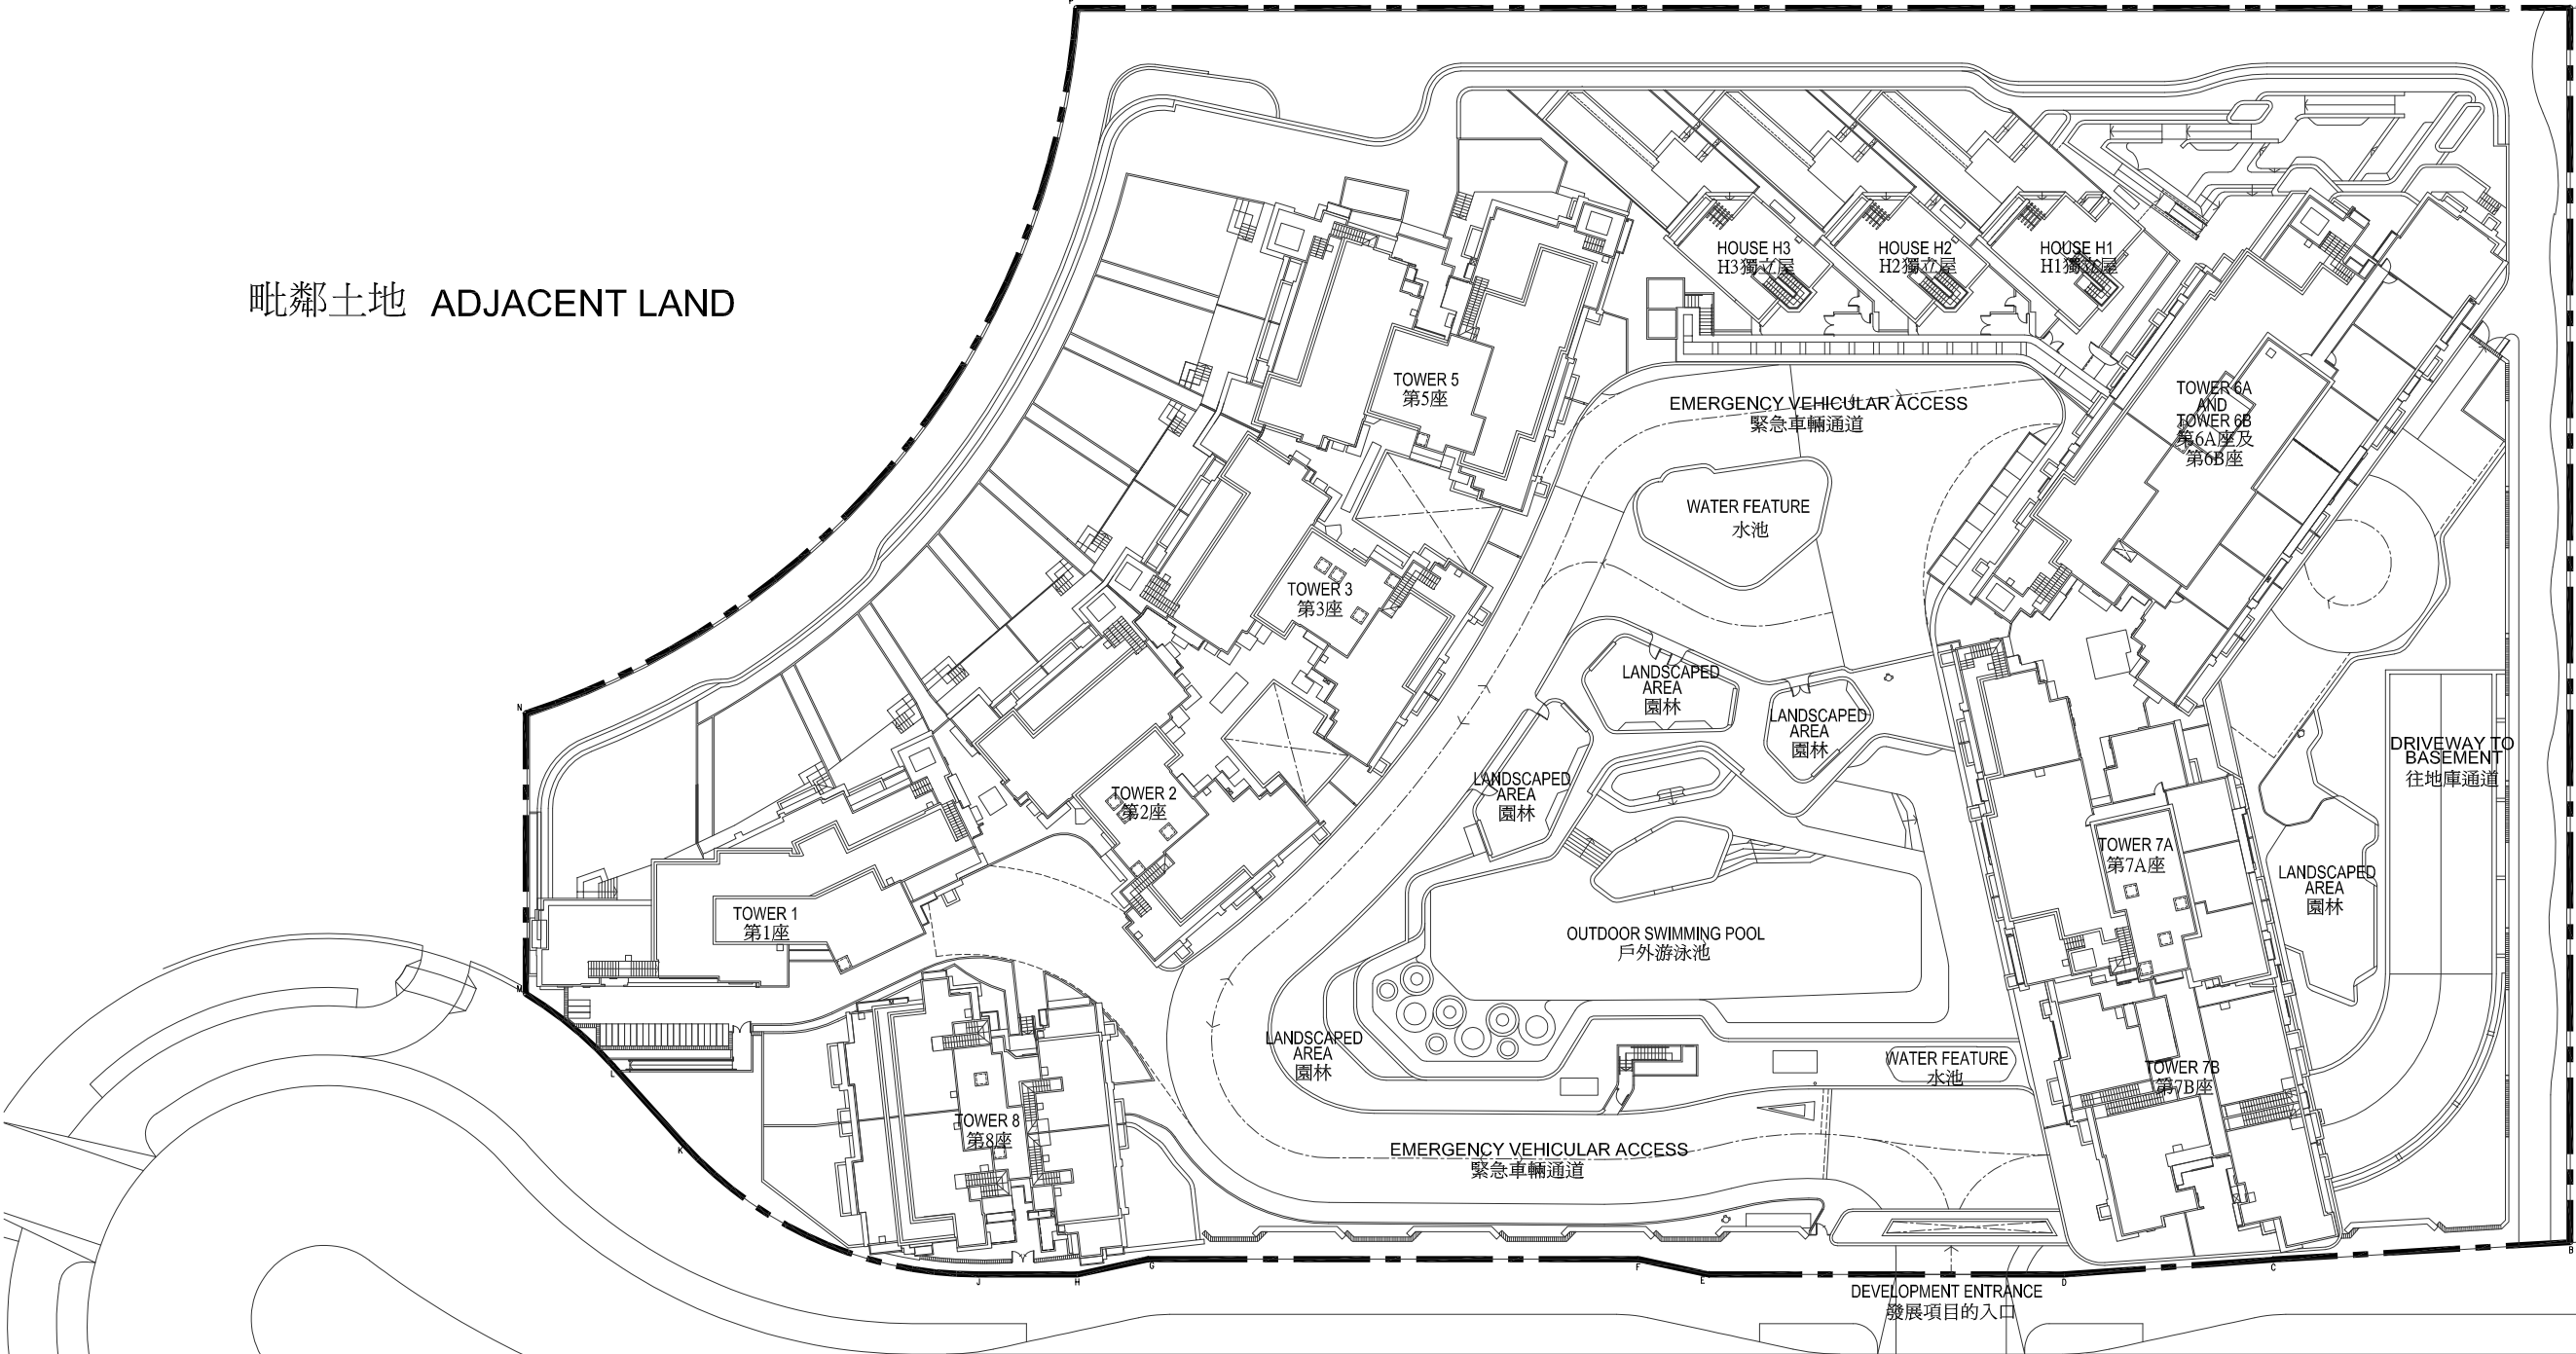 毗鄰土地 ADJACENT LAND
HOUSE H3
H3獨立屋
HOUSE H2
H2獨立屋
HOUSE H1
H1獨立屋
TOWER 5
第5座
EMERGENCY VEHICULAR ACCESS
緊急車輛通道
TOWER 6A
AND
TOWER 6B
第6A座及
第6B座
WATER FEATURE
水池
TOWER 3
第3座
LANDSCAPED
AREA
園林
LANDSCAPED
AREA
園林
LANDSCAPED
AREA
園林
DRIVEWAY TO
BASEMENT
往地庫通道
TOWER 2
第2座
TOWER 7A
第7A座
LANDSCAPED
AREA
園林
TOWER 1
第1座
OUTDOOR SWIMMING POOL
戶外游泳池
LANDSCAPED
AREA
園林
WATER FEATURE
水池
TOWER 7B
第7B座
TOWER 8
第8座
EMERGENCY VEHICULAR ACCESS
緊急車輛通道
DEVELOPMENT ENTRANCE
發展項目的入口
N
M
L
K
J
H
G
F
E
D
C
B